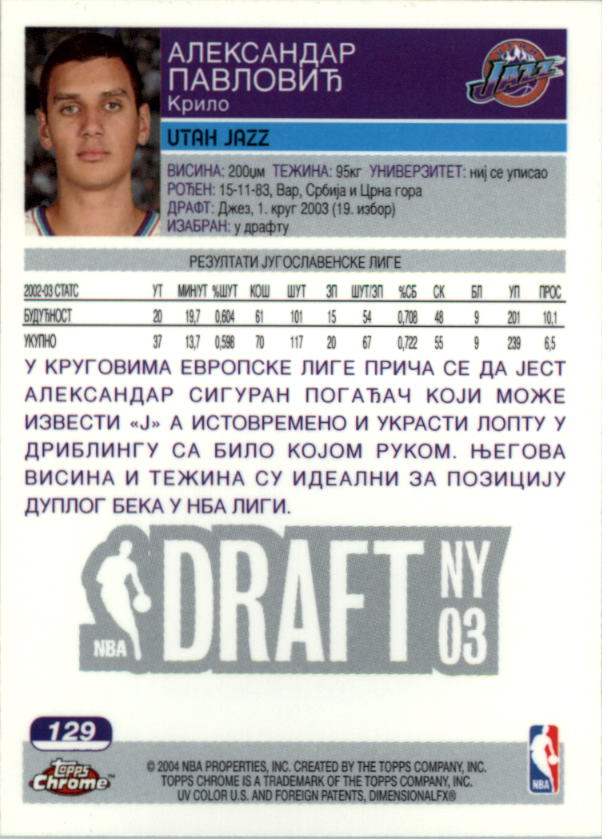 АЛЕКСАНДАР
ПАВЛОВИЋ
Крило
UTAH JAZZ
JAZZ
ВИСИНА: 200цм ТЕЖИНА: 95кг УНИВЕРЗИТЕТ: ниј се уписао
РОЂЕН: 15-11-83, Вар, Србија и Црна гора
ДРАФТ: Џез, 1. круг 2003 (19. избор)
ИЗАБРАН: у драфту
РЕЗУЛТАТИ ЈУГОСЛАВЕНСКЕ ЛИГЕ
2002-03 СТАТС УТ МИН/УТ %ШУТ КОШ ШУТ 3П ШУТ/3П %СБ СК БЛ УП ПРОС
БУДУЋНОСТ 20 19,7 0,604 61 101 15 54 0,708 48 9 201 10,1
УКУПНО 37 13,7 0,598 70 117 20 67 0,722 55 9 239 6,5
У КРУГОВИМА ЕВРОПСКЕ ЛИГЕ ПРИЧА СЕ ДА ЈЕСТ
АЛЕКСАНДАР СИГУРАН ПОГАЂАЧ КОЈИ МОЖЕ
ИЗВЕСТИ «Ј» А ИСТОВРЕМЕНО И УКРАСТИ ЛОПТУ У
ДРИБЛИНГУ СА БИЛО КОЈОМ РУКОМ. ЊЕГОВА
ВИСИНА И ТЕЖИНА СУ ИДЕАЛНИ ЗА ПОЗИЦИЈУ
ДУПЛОГ БЕКА У НБА ЛИГИ.
NBA DRAFT NY 03
129
Topps Chrome™
© 2004 NBA PROPERTIES, INC. CREATED BY THE TOPPS COMPANY, INC.
TOPPS CHROME IS A TRADEMARK OF THE TOPPS COMPANY, INC.
UV COLOR U.S. AND FOREIGN PATENTS, DIMENSIONALFX®
NBA